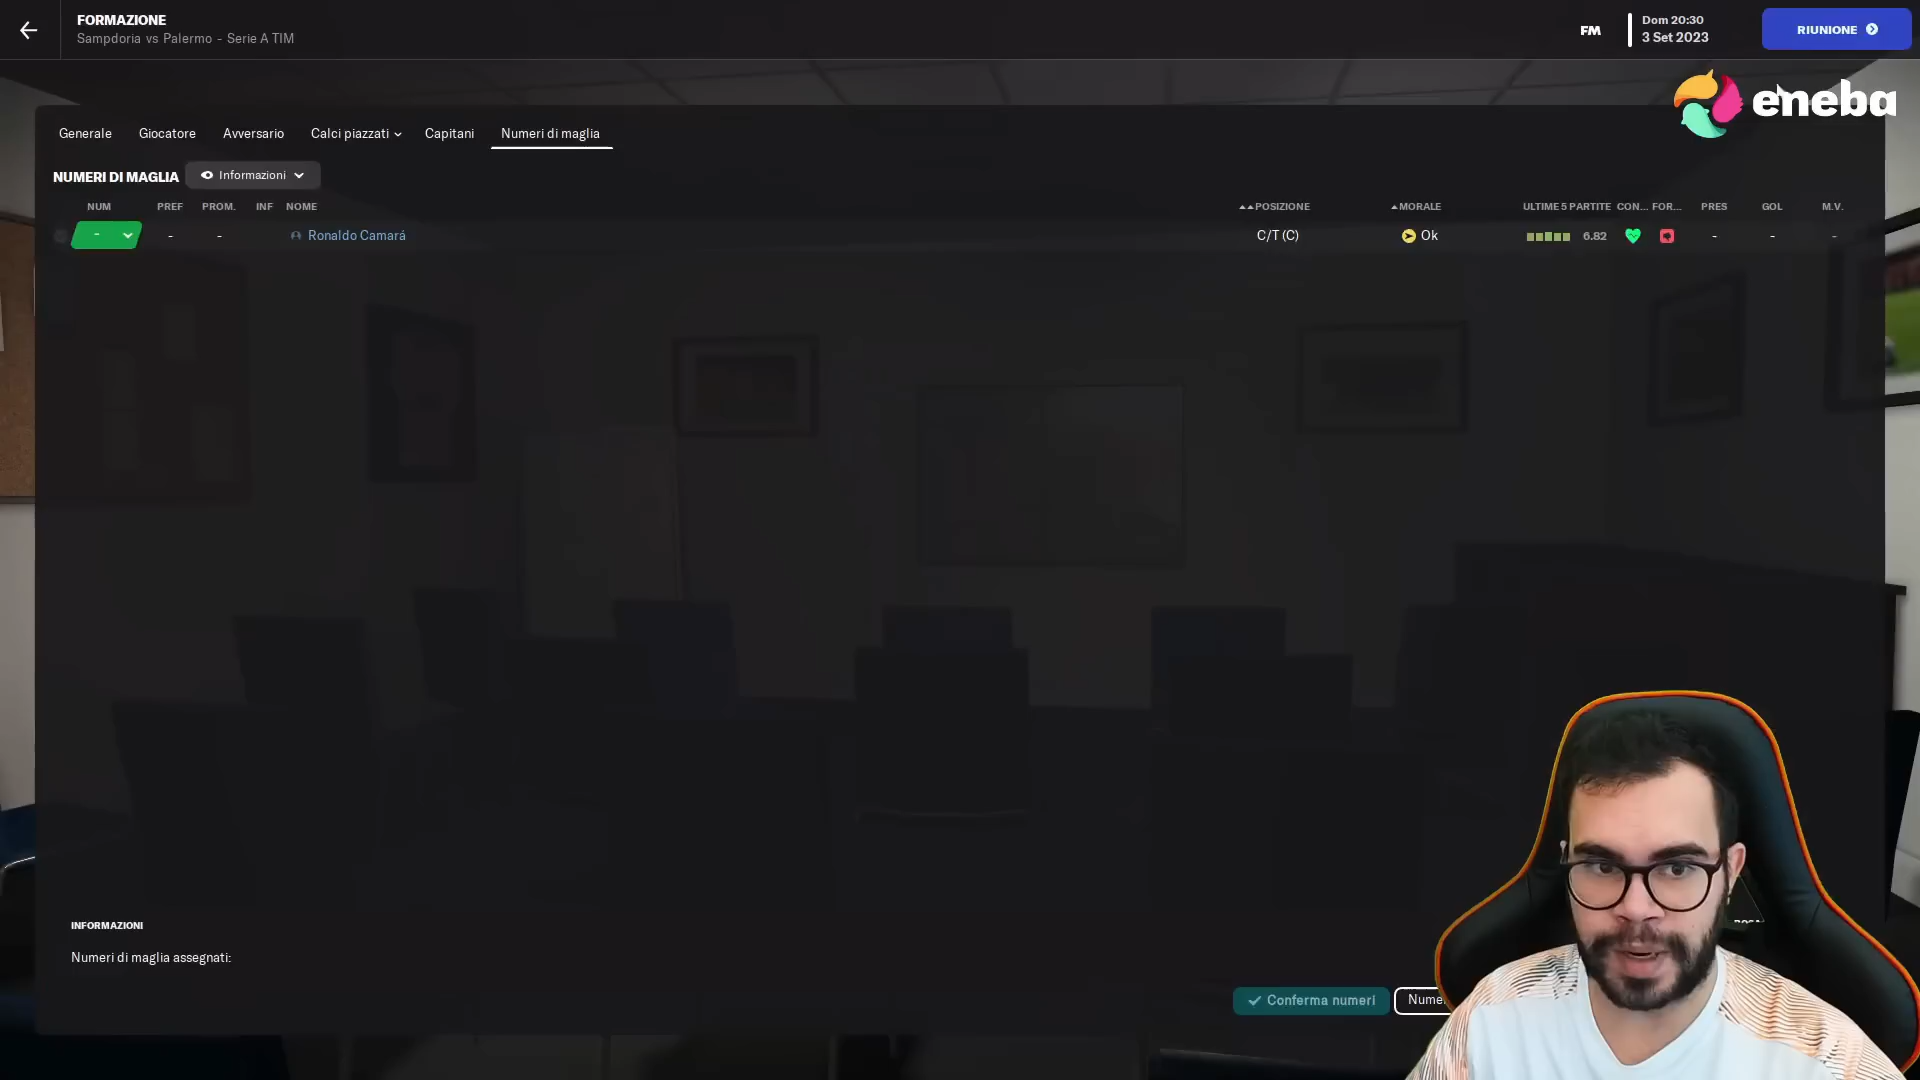 FORMAZIONE
Sampdoria vs Palermo - Serie A TIM
FM
Dom 20:30
3 Set 2023
RIUNIONE
eneba
Generale Giocatore Avversario Calci piazzati Capitani Numeri di maglia
NUMERI DI MAGLIA Informazioni
NUM PREF PROM. INF NOME POSIZIONE MORALE ULTIME 5 PARTITE CON... FOR... PRES GOL M.V.
- - - Ronaldo Camará C/T (C) Ok 6.82 - - -
INFORMAZIONI
Numeri di maglia assegnati:
Conferma numeri